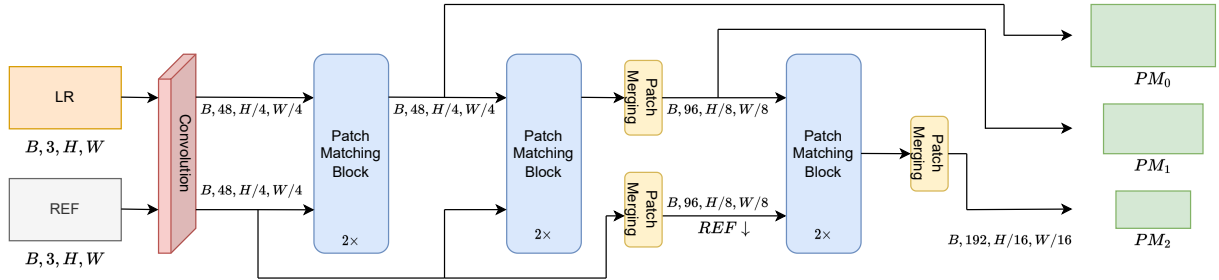 LR
B, 3, H, W
REF
B, 3, H, W
Convolution
B, 48, H/4, W/4
B, 48, H/4, W/4
Patch
Matching
Block
2×
B, 48, H/4, W/4
Patch
Matching
Block
2×
Patch
Merging
B, 96, H/8, W/8
Patch
Merging
B, 96, H/8, W/8
REF ↓
Patch
Matching
Block
2×
Patch
Merging
B, 192, H/16, W/16
PM₀
PM₁
PM₂